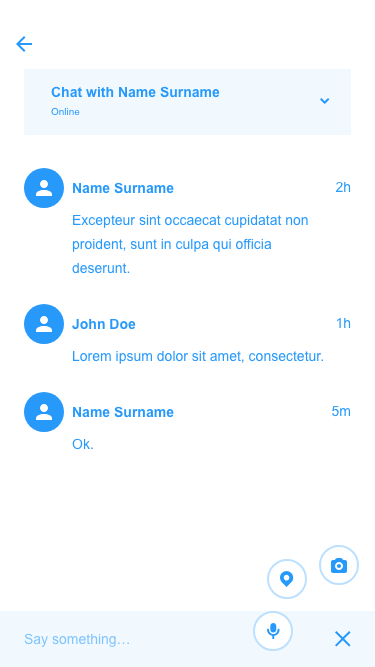 Chat with Name Surname
Online
Name Surname 2h
Excepteur sint occaecat cupidatat non
proident, sunt in culpa qui officia
deserunt.
John Doe 1h
Lorem ipsum dolor sit amet, consectetur.
Name Surname 5m
Ok.
Say something...